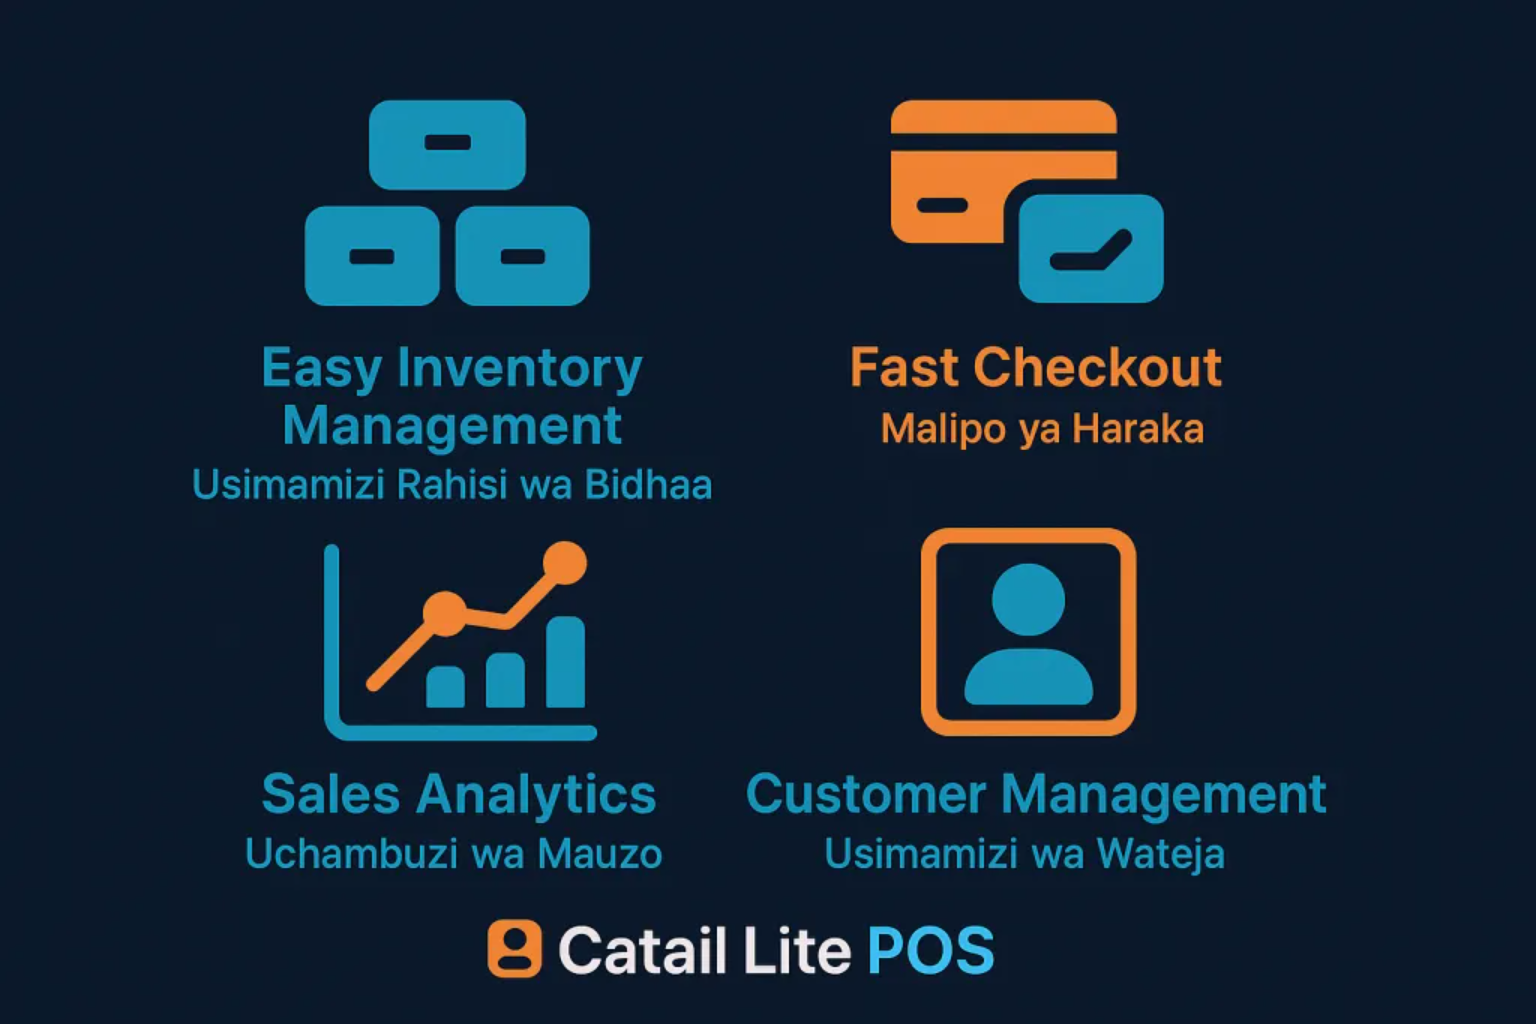 Easy Inventory
Management
Usimamizi Rahisi wa Bidhaa
Fast Checkout
Malipo ya Haraka
Sales Analytics
Uchambuzi wa Mauzo
Customer Management
Usimamizi wa Wateja
Catail Lite POS